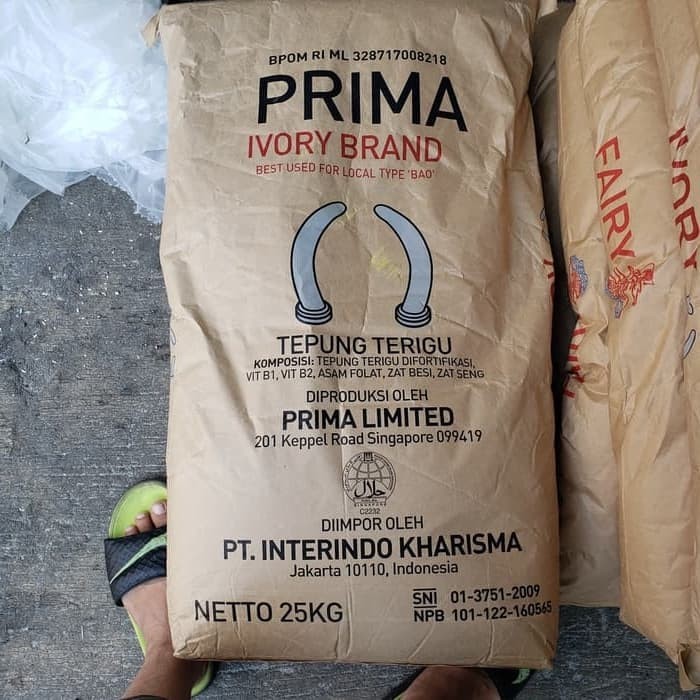 BPOM RI ML 328717008218
PRIMA
IVORY BRAND
BEST USED FOR LOCAL TYPE 'BAO'
TEPUNG TERIGU
KOMPOSISI: TEPUNG TERIGU DIFORTIFIKASI,
VIT B1, VIT B2, ASAM FOLAT, ZAT BESI, ZAT SENG
DIPRODUKSI OLEH
PRIMA LIMITED
201 Keppel Road Singapore 099419
حلال
SINGAPORE
C2232
DIIMPOR OLEH
PT. INTERINDO KHARISMA
Jakarta 10110, Indonesia
NETTO 25KG
SNI 01-3751-2009
NPB 101-122-160565
FAIRY
IVORY